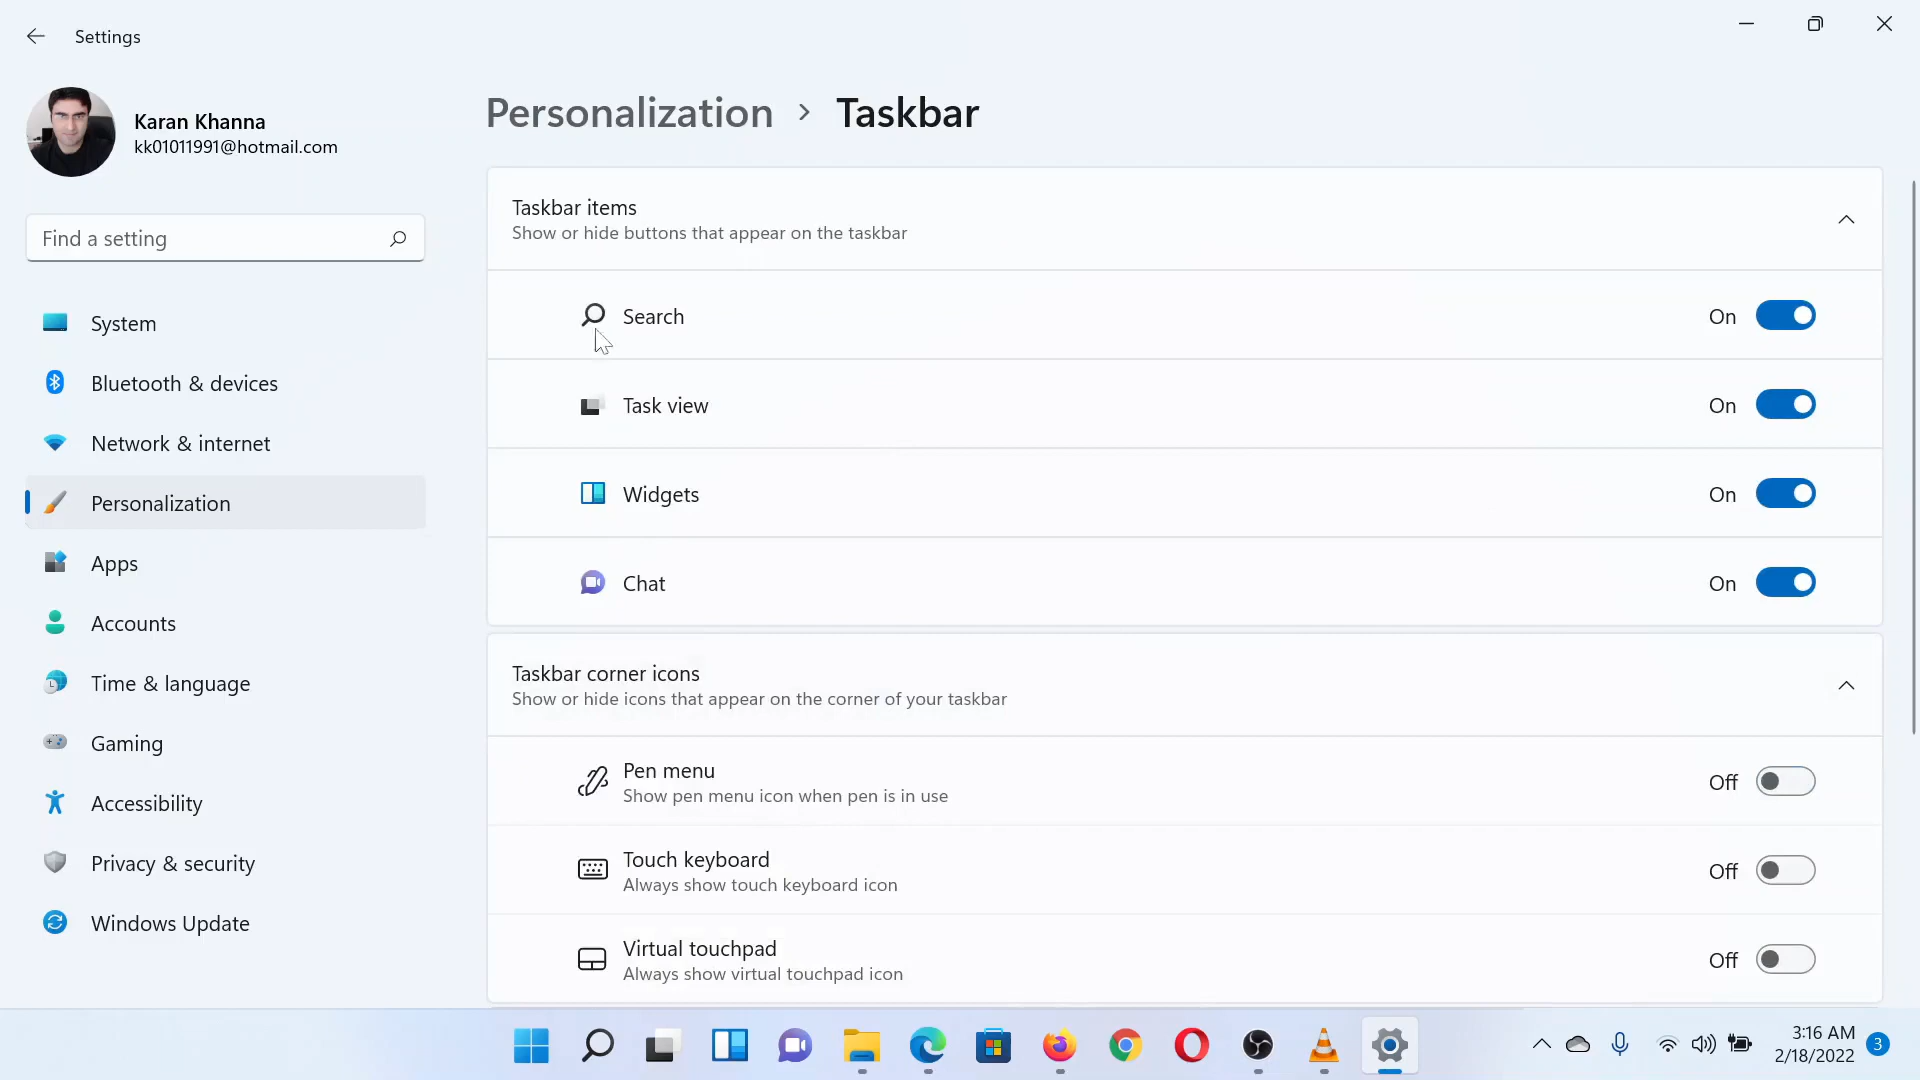 Settings
Karan Khanna
kk01011991@hotmail.com
Find a setting
System
Bluetooth & devices
Network & internet
Personalization
Apps
Accounts
Time & language
Gaming
Accessibility
Privacy & security
Windows Update
Personalization > Taskbar
Taskbar items
Show or hide buttons that appear on the taskbar
Search On
Task view On
Widgets On
Chat On
Taskbar corner icons
Show or hide icons that appear on the corner of your taskbar
Pen menu
Show pen menu icon when pen is in use
Off
Touch keyboard
Always show touch keyboard icon
Off
Virtual touchpad
Always show virtual touchpad icon
Off
3:16 AM
2/18/2022
3